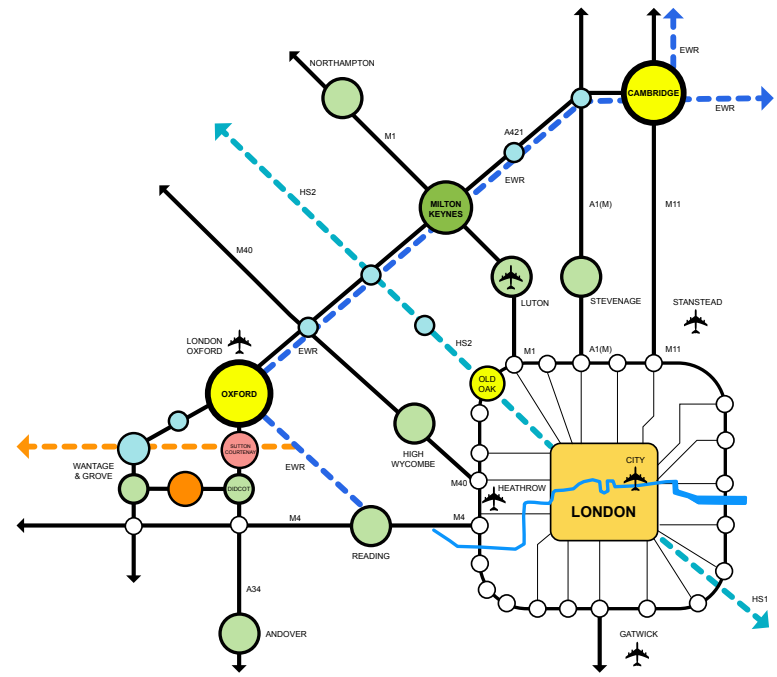 NORTHAMPTON
EWR
CAMBRIDGE
EWR
M1
A421
EWR
HS2
MILTON
KEYNES
A1(M)
M11
M40
LUTON
STEVENAGE
STANSTEAD
LONDON
OXFORD
EWR
HS2
M1
A1(M)
M11
OXFORD
OLD
OAK
SUTTON
COURTENAY
HIGH
WYCOMBE
WANTAGE
& GROVE
EWR
CITY
DIDCOT
M40
HEATHROW
LONDON
M4
M4
READING
A34
HS1
ANDOVER
GATWICK